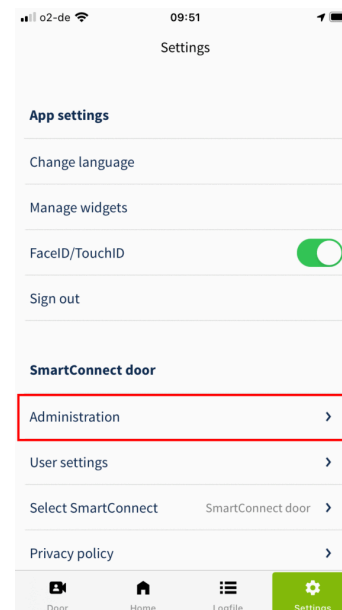 o2-de 09:51
Settings
App settings
Change language
Manage widgets
FaceID/TouchID
Sign out
SmartConnect door
Administration
User settings
Select SmartConnect SmartConnect door
Privacy policy
Door Home Logfile Settings